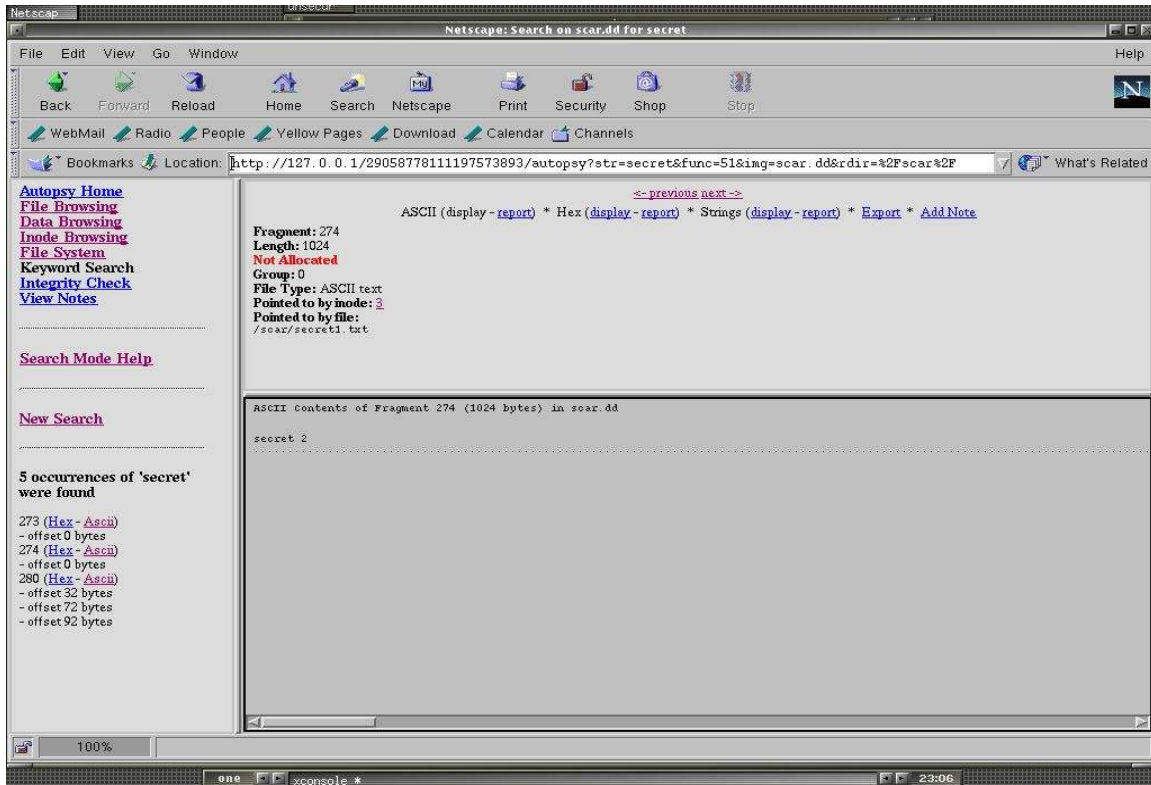 Netscap
unsecur
Netscape: Search on scar.dd for secret
File Edit View Go Window Help
Back Forward Reload Home Search Netscape Print Security Shop Stop
My
N
WebMail Radio People Yellow Pages Download Calendar Channels
Bookmarks Location: http://127.0.0.1/29058778111197573893/autopsy?str=secret&func=51&img=scar.dd&rdir=%2Fscar%2F What's Related
Autopsy Home
File Browsing
Data Browsing
Inode Browsing
File System
Keyword Search
Integrity Check
View Notes
Search Mode Help
New Search
5 occurrences of 'secret'
were found
273 (Hex - Ascii)
- offset 0 bytes
274 (Hex - Ascii)
- offset 0 bytes
280 (Hex - Ascii)
- offset 32 bytes
- offset 72 bytes
- offset 92 bytes
<- previous next ->
ASCII (display - report) * Hex (display - report) * Strings (display - report) * Export * Add Note
Fragment: 274
Length: 1024
Not Allocated
Group: 0
File Type: ASCII text
Pointed to by inode: 3
Pointed to by file:
/scar/secret1.txt
ASCII Contents of Fragment 274 (1024 bytes) in scar.dd
secret 2
100%
one xconsole * 23:06